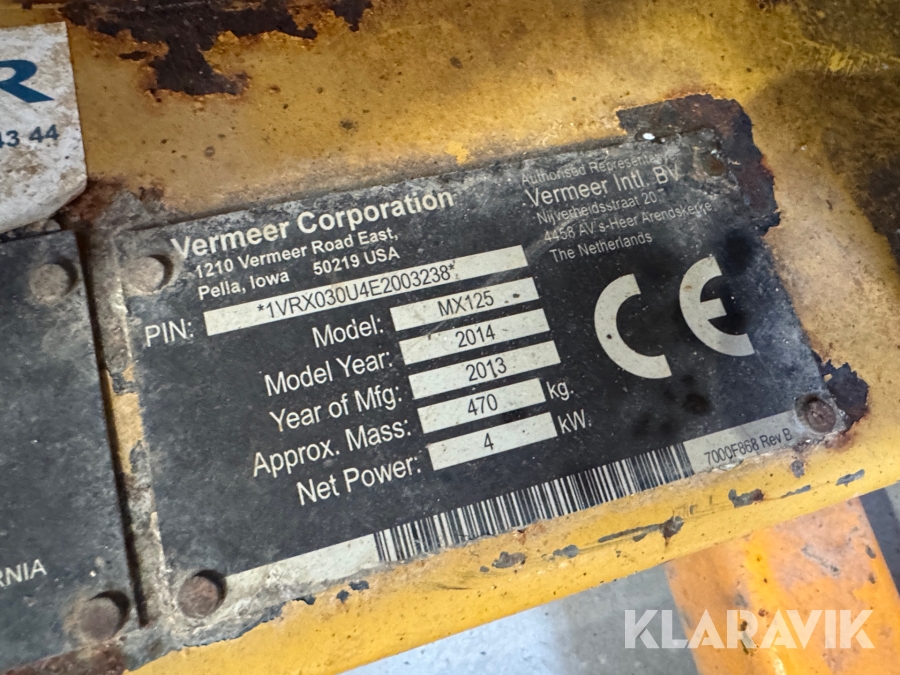 R
43 44
Vermeer Corporation
1210 Vermeer Road East,
Pella, Iowa 50219 USA
Authorised Representative
Vermeer Intl. BV
Nijverheidsstraat 20
4458 AV 's-Heer Arendskerke
The Netherlands
PIN: *1VRX030U4E2003238*
Model: MX125
Model Year: 2014
Year of Mfg: 2013
Approx. Mass: 470 kg.
Net Power: 4 kW.
CE
7000F868 Rev B
RNIA
KLARAVIK